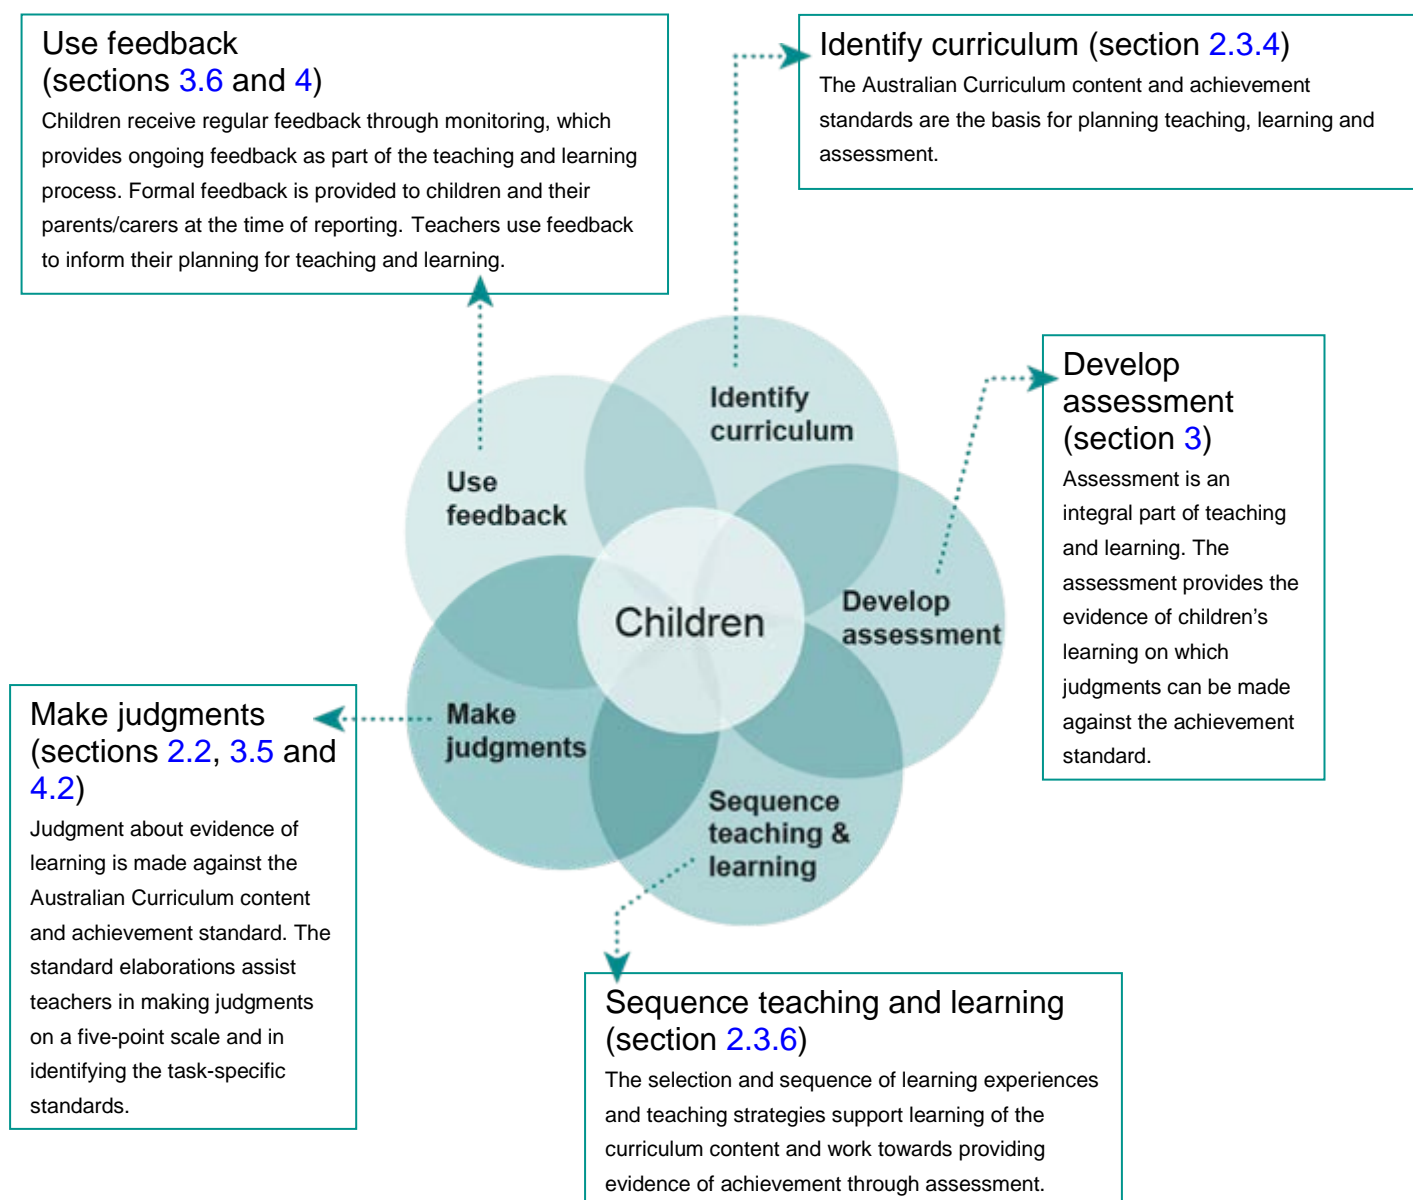 Use feedback
(sections 3.6 and 4)
Children receive regular feedback through monitoring, which
provides ongoing feedback as part of the teaching and learning
process. Formal feedback is provided to children and their
parents/carers at the time of reporting. Teachers use feedback
to inform their planning for teaching and learning.
Identify curriculum (section 2.3.4)
The Australian Curriculum content and achievement
standards are the basis for planning teaching, learning and
assessment.
Develop
assessment
(section 3)
Assessment is an
integral part of teaching
and learning. The
assessment provides the
evidence of children's
learning on which
judgments can be made
against the achievement
standard.
Identify
curriculum
Use
feedback
Develop
assessment
Children
Make
judgments
Sequence
teaching &
learning
Make judgments
(sections 2.2, 3.5 and
4.2)
Judgment about evidence of
learning is made against the
Australian Curriculum content
and achievement standard. The
standard elaborations assist
teachers in making judgments
on a five-point scale and in
identifying the task-specific
standards.
Sequence teaching and learning
(section 2.3.6)
The selection and sequence of learning experiences
and teaching strategies support learning of the
curriculum content and work towards providing
evidence of achievement through assessment.